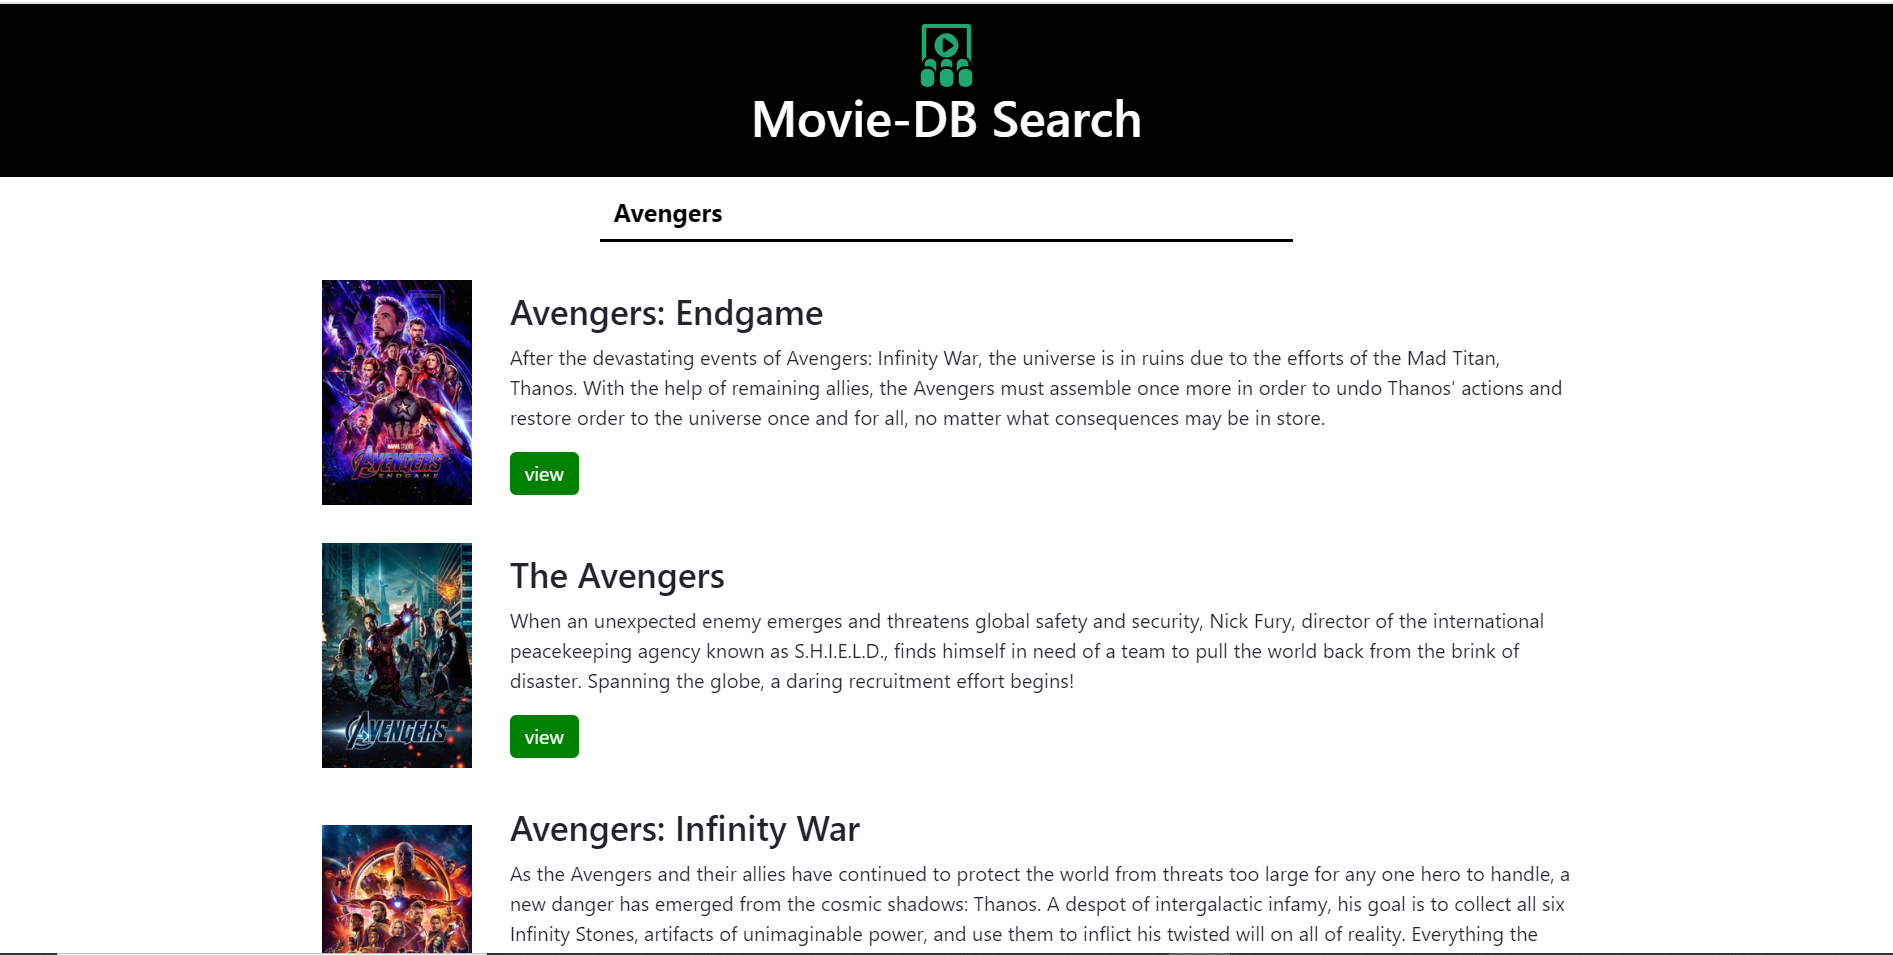 Movie-DB Search
Avengers
Avengers: Endgame
After the devastating events of Avengers: Infinity War, the universe is in ruins due to the efforts of the Mad Titan,
Thanos. With the help of remaining allies, the Avengers must assemble once more in order to undo Thanos' actions and
restore order to the universe once and for all, no matter what consequences may be in store.
view
MARVEL STUDIOS
AVENGERS
ENDGAME
The Avengers
When an unexpected enemy emerges and threatens global safety and security, Nick Fury, director of the international
peacekeeping agency known as S.H.I.E.L.D., finds himself in need of a team to pull the world back from the brink of
disaster. Spanning the globe, a daring recruitment effort begins!
view
AVENGERS
Avengers: Infinity War
As the Avengers and their allies have continued to protect the world from threats too large for any one hero to handle, a
new danger has emerged from the cosmic shadows: Thanos. A despot of intergalactic infamy, his goal is to collect all six
Infinity Stones, artifacts of unimaginable power, and use them to inflict his twisted will on all of reality. Everything the